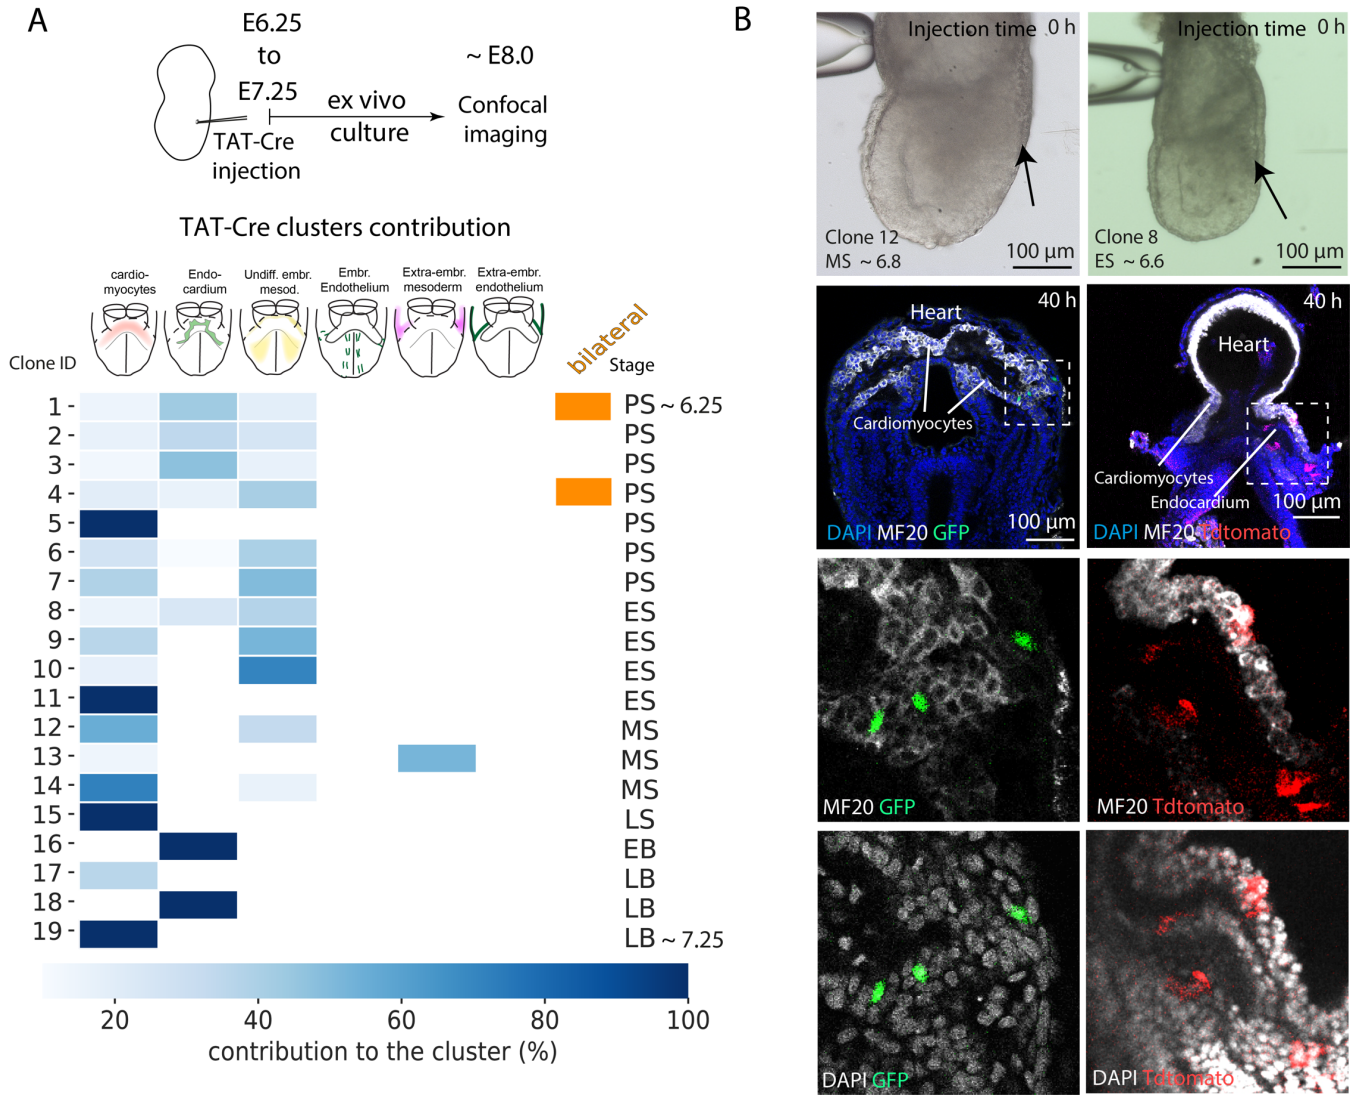 A
E6.25
to
E7.25
~ E8.0
TAT-Cre
injection
ex vivo
culture
Confocal
imaging
TAT-Cre clusters contribution
cardio-
myocytes
Endo-
cardium
Undiff. embr.
mesod.
Embr.
Endothelium
Extra-embr.
mesoderm
Extra-embr.
endothelium
Clone ID
bilateral
Stage
1 PS ~ 6.25
2 PS
3 PS
4 PS
5 PS
6 PS
7 PS
8 ES
9 ES
10 ES
11 ES
12 MS
13 MS
14 MS
15 LS
16 EB
17 LB
18 LB
19 LB ~ 7.25
20 40 60 80 100
contribution to the cluster (%)
B
Injection time 0 h
Clone 12
MS ~ 6.8
100 µm
Injection time 0 h
Clone 8
ES ~ 6.6
100 µm
40 h
Heart
Cardiomyocytes
100 µm
DAPI MF20 GFP
40 h
Heart
Cardiomyocytes
Endocardium
100 µm
DAPI MF20 Tdtomato
MF20 GFP
MF20 Tdtomato
DAPI GFP
DAPI Tdtomato